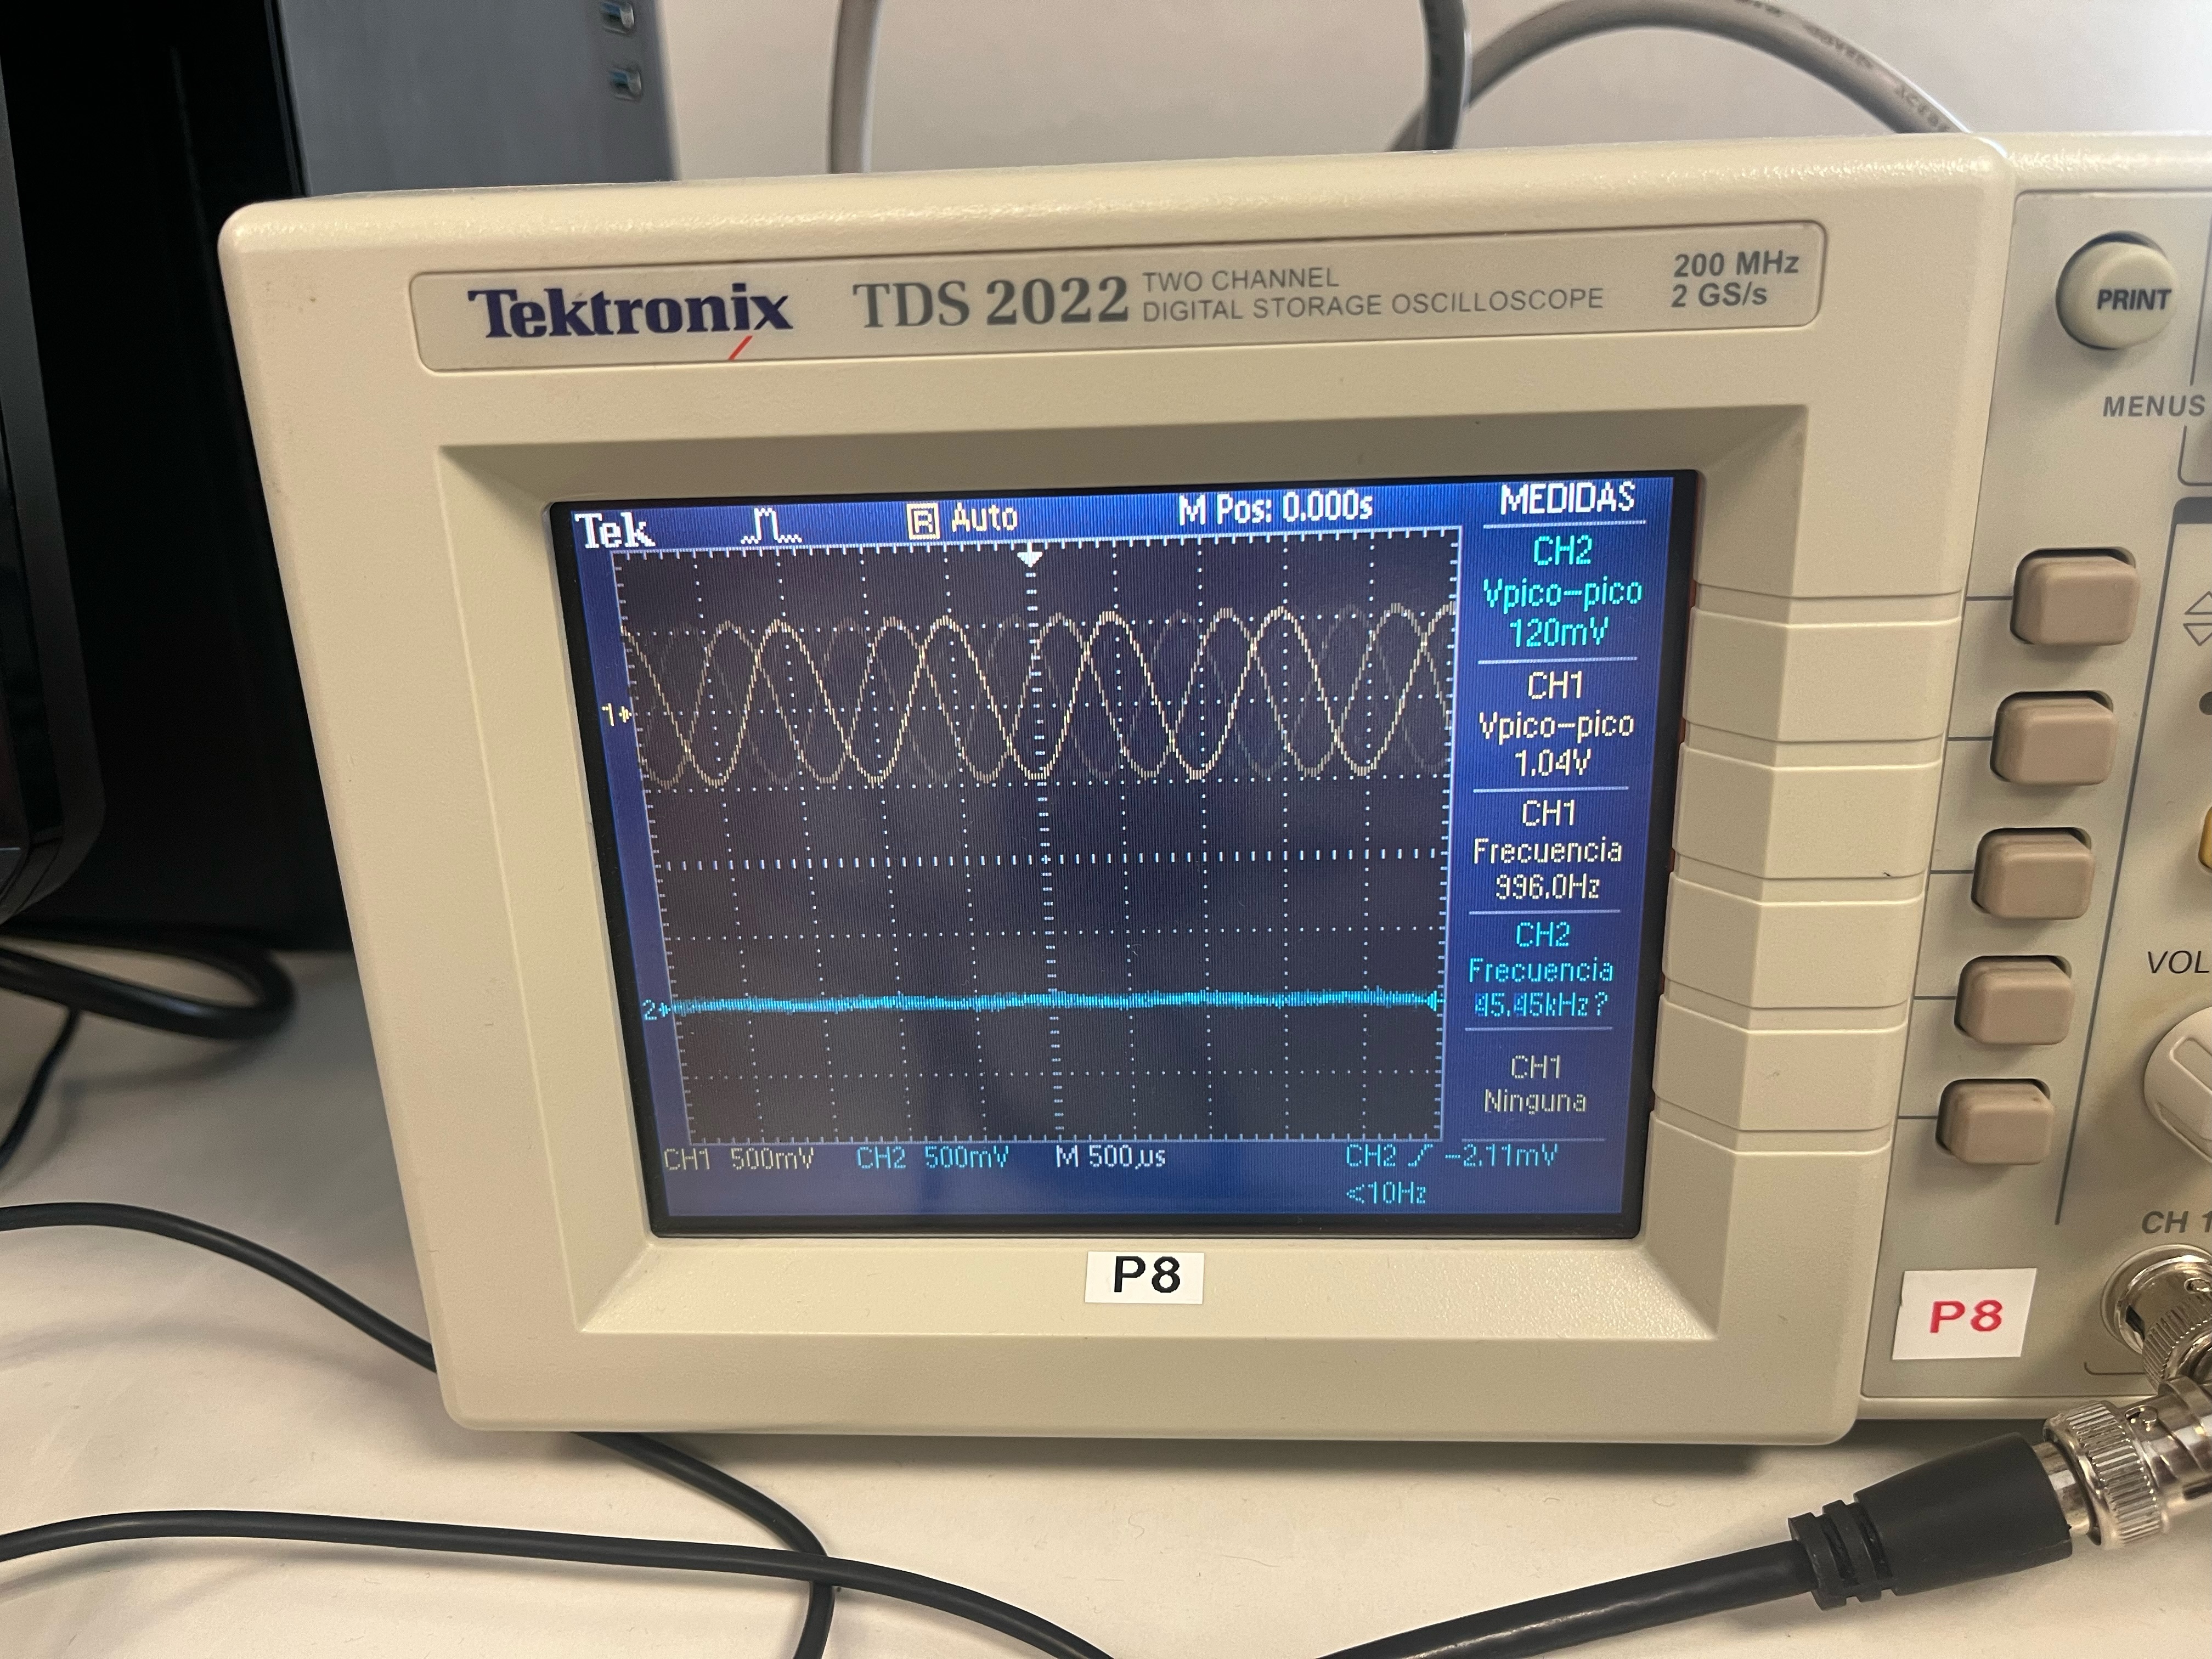 Tektronix TDS 2022 TWO CHANNEL
DIGITAL STORAGE OSCILLOSCOPE
200 MHz
2 GS/s
PRINT
MENUS
Tek R Auto M Pos: 0.000s MEDIDAS
CH2
Vpico-pico
120mV
CH1
Vpico-pico
1.04V
CH1
Frecuencia
996.0Hz
CH2
Frecuencia
45.45kHz?
CH1
Ninguna
1
2
CH1 500mV CH2 500mV M 500µs CH2 -2.11mV
<10Hz
VOL
CH 1
P8
P8